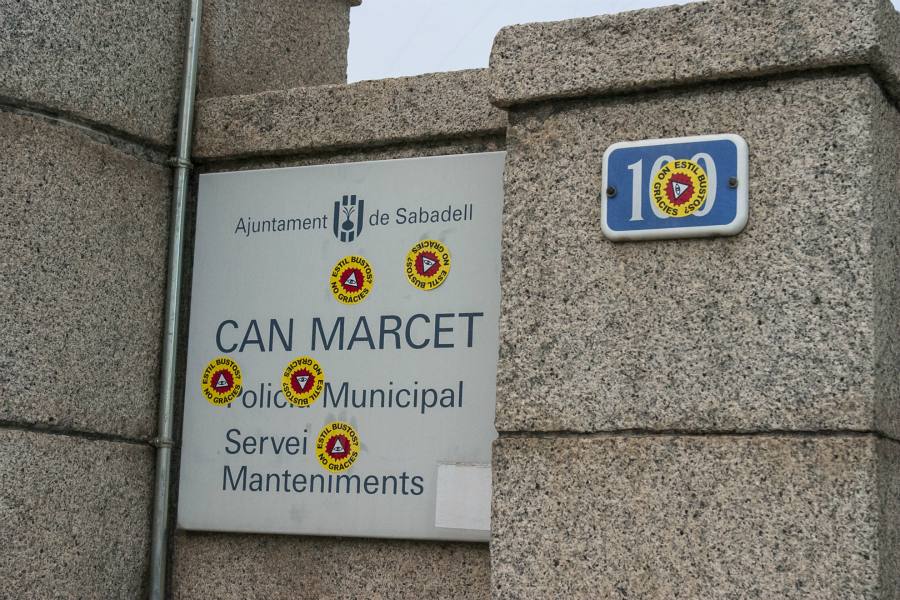 Ajuntament de Sabadell
ESTIL BUSTOS?
NO GRÀCIES
ESTIL BUSTOS?
NO GRÀCIES
CAN MARCET
ESTIL BUSTOS?
NO GRÀCIES
ESTIL BUSTOS?
NO GRÀCIES
Policia Municipal
Servei
ESTIL BUSTOS?
NO GRÀCIES
Manteniments
100
ESTIL BUSTOS?
NO GRÀCIES